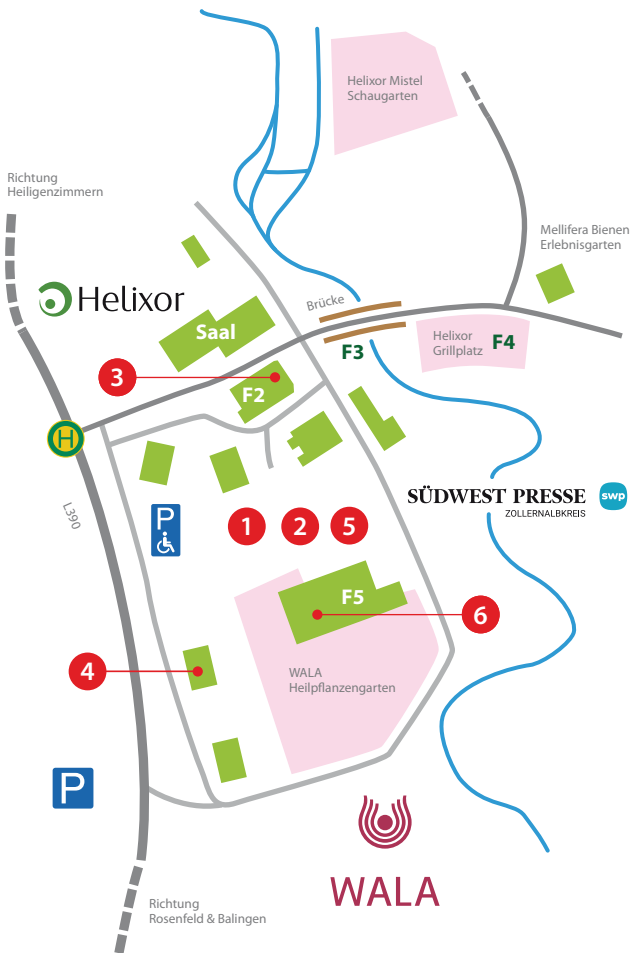 Helixor Mistel
Schaugarten
Richtung
Heiligenzimmern
Mellifera Bienen
Erlebnisgarten
Helixor
Brücke
Saal
Helixor
Grillplatz
F4
F3
3
F2
H
L390
SÜDWEST PRESSE
swp
ZOLLERNALBKREIS
P
1
2
5
F5
6
4
WALA
Heilpflanzengarten
P
WALA
Richtung
Rosenfeld & Balingen